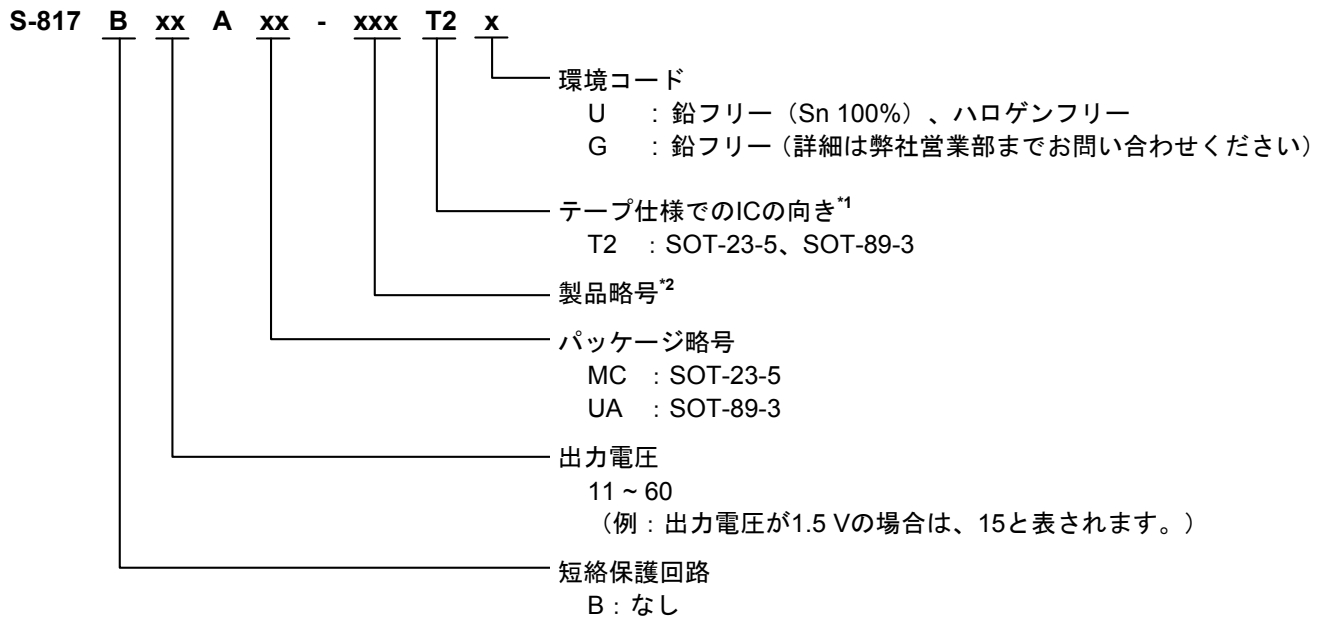 S-817 B xx A xx - xxx T2 x
環境コード
U : 鉛フリー（Sn 100%）、ハロゲンフリー
G : 鉛フリー（詳細は弊社営業部までお問い合わせください）
テープ仕様でのICの向き*1
T2 : SOT-23-5、SOT-89-3
製品略号*2
パッケージ略号
MC : SOT-23-5
UA : SOT-89-3
出力電圧
11 ~ 60
（例：出力電圧が1.5 Vの場合は、15と表されます。）
短絡保護回路
B：なし